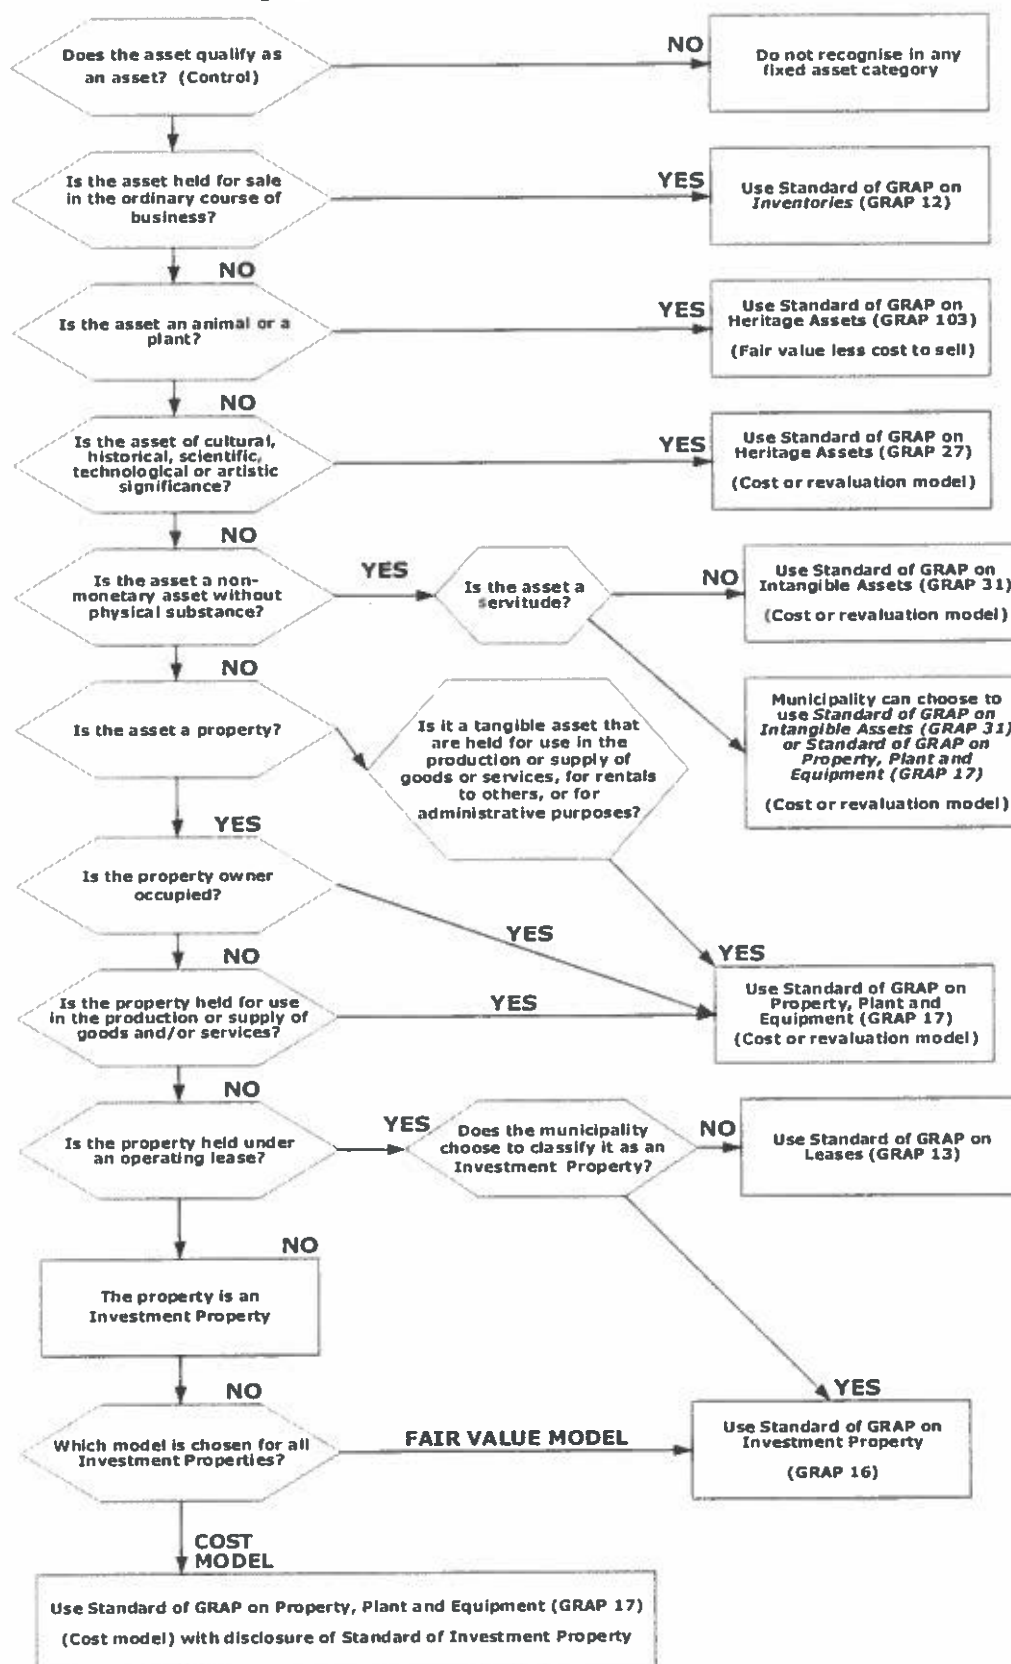 Does the asset qualify as
an asset? (Control)
NO
Do not recognise in any
fixed asset category
Is the asset held for sale
in the ordinary course of
business?
YES
Use Standard of GRAP on
Inventories (GRAP 12)
NO
Is the asset an animal or a
plant?
YES
Use Standard of GRAP on
Heritage Assets (GRAP 103)
(Fair value less cost to sell)
NO
Is the asset of cultural,
historical, scientific,
technological or artistic
significance?
YES
Use Standard of GRAP on
Heritage Assets (GRAP 27)
(Cost or revaluation model)
NO
Is the asset a non-
monetary asset without
physical substance?
YES
Is the asset a
servitude?
NO
Use Standard of GRAP on
Intangible Assets (GRAP 31)
(Cost or revaluation model)
Municipality can choose to
use Standard of GRAP on
Intangible Assets (GRAP 31)
or Standard of GRAP on
Property, Plant and
Equipment (GRAP 17)
(Cost or revaluation model)
NO
Is the asset a property?
Is it a tangible asset that
are held for use in the
production or supply of
goods or services, for rentals
to others, or for
administrative purposes?
YES
Is the property owner
occupied?
YES
YES
Use Standard of GRAP on
Property, Plant and
Equipment (GRAP 17)
(Cost or revaluation model)
NO
Is the property held for use
in the production or supply of
goods and/or services?
YES
NO
Is the property held under
an operating lease?
YES
Does the municipality
choose to classify it as an
Investment Property?
NO
Use Standard of GRAP on
Leases (GRAP 13)
NO
The property is an
Investment Property
NO
Which model is chosen for all
Investment Properties?
FAIR VALUE MODEL
YES
Use Standard of GRAP on
Investment Property
(GRAP 16)
COST
MODEL
Use Standard of GRAP on Property, Plant and Equipment (GRAP 17)
(Cost model) with disclosure of Standard of Investment Property